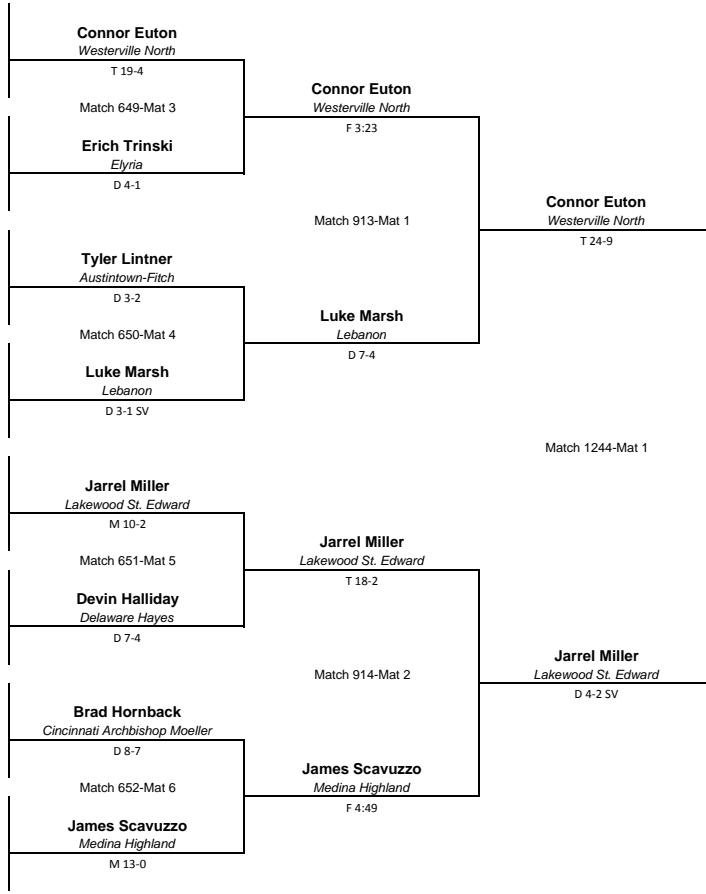 Connor Euton
Westerville North
T 19-4
Match 649-Mat 3
Erich Trinski
Elyria
D 4-1
Connor Euton
Westerville North
F 3:23
Match 913-Mat 1
Connor Euton
Westerville North
T 24-9
Tyler Lintner
Austintown-Fitch
D 3-2
Match 650-Mat 4
Luke Marsh
Lebanon
D 3-1 SV
Luke Marsh
Lebanon
D 7-4
Match 1244-Mat 1
Jarrel Miller
Lakewood St. Edward
M 10-2
Match 651-Mat 5
Devin Halliday
Delaware Hayes
D 7-4
Jarrel Miller
Lakewood St. Edward
T 18-2
Match 914-Mat 2
Jarrel Miller
Lakewood St. Edward
D 4-2 SV
Brad Hornback
Cincinnati Archbishop Moeller
D 8-7
Match 652-Mat 6
James Scavuzzo
Medina Highland
M 13-0
James Scavuzzo
Medina Highland
F 4:49